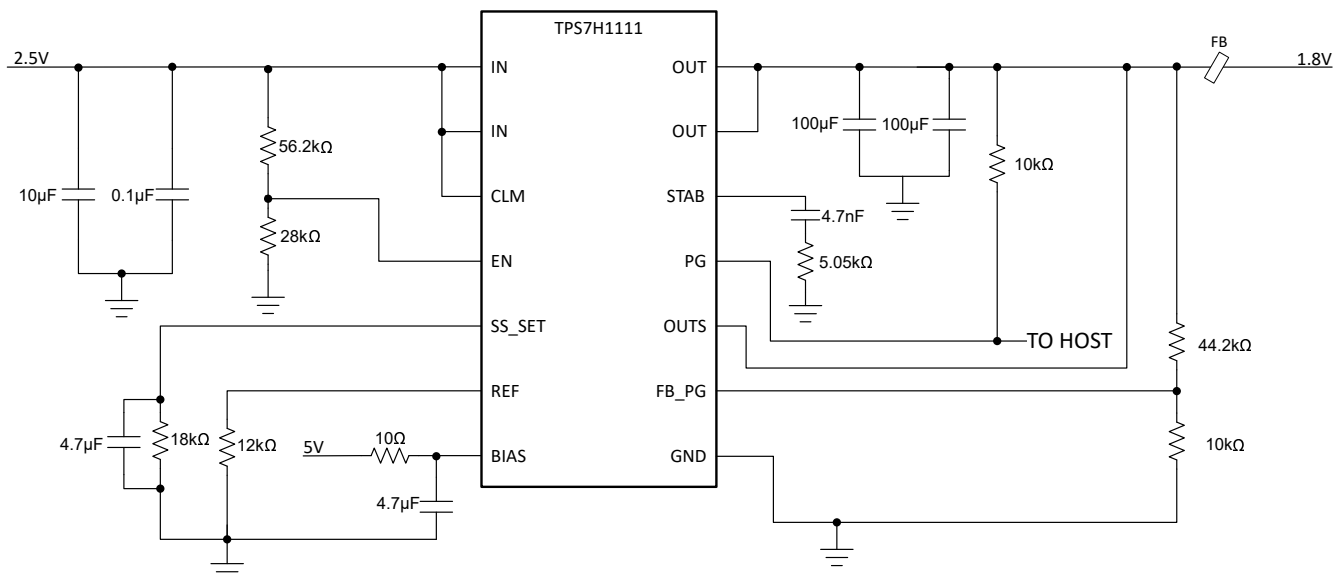 TPS7H1111
2.5V
IN
OUT
FB
1.8V
IN
OUT
56.2kΩ
100µF
100µF
10kΩ
10µF
0.1µF
CLM
STAB
4.7nF
28kΩ
EN
PG
5.05kΩ
SS_SET
OUTS
TO HOST
44.2kΩ
REF
FB_PG
4.7µF
18kΩ
12kΩ
5V
10Ω
BIAS
GND
10kΩ
4.7µF